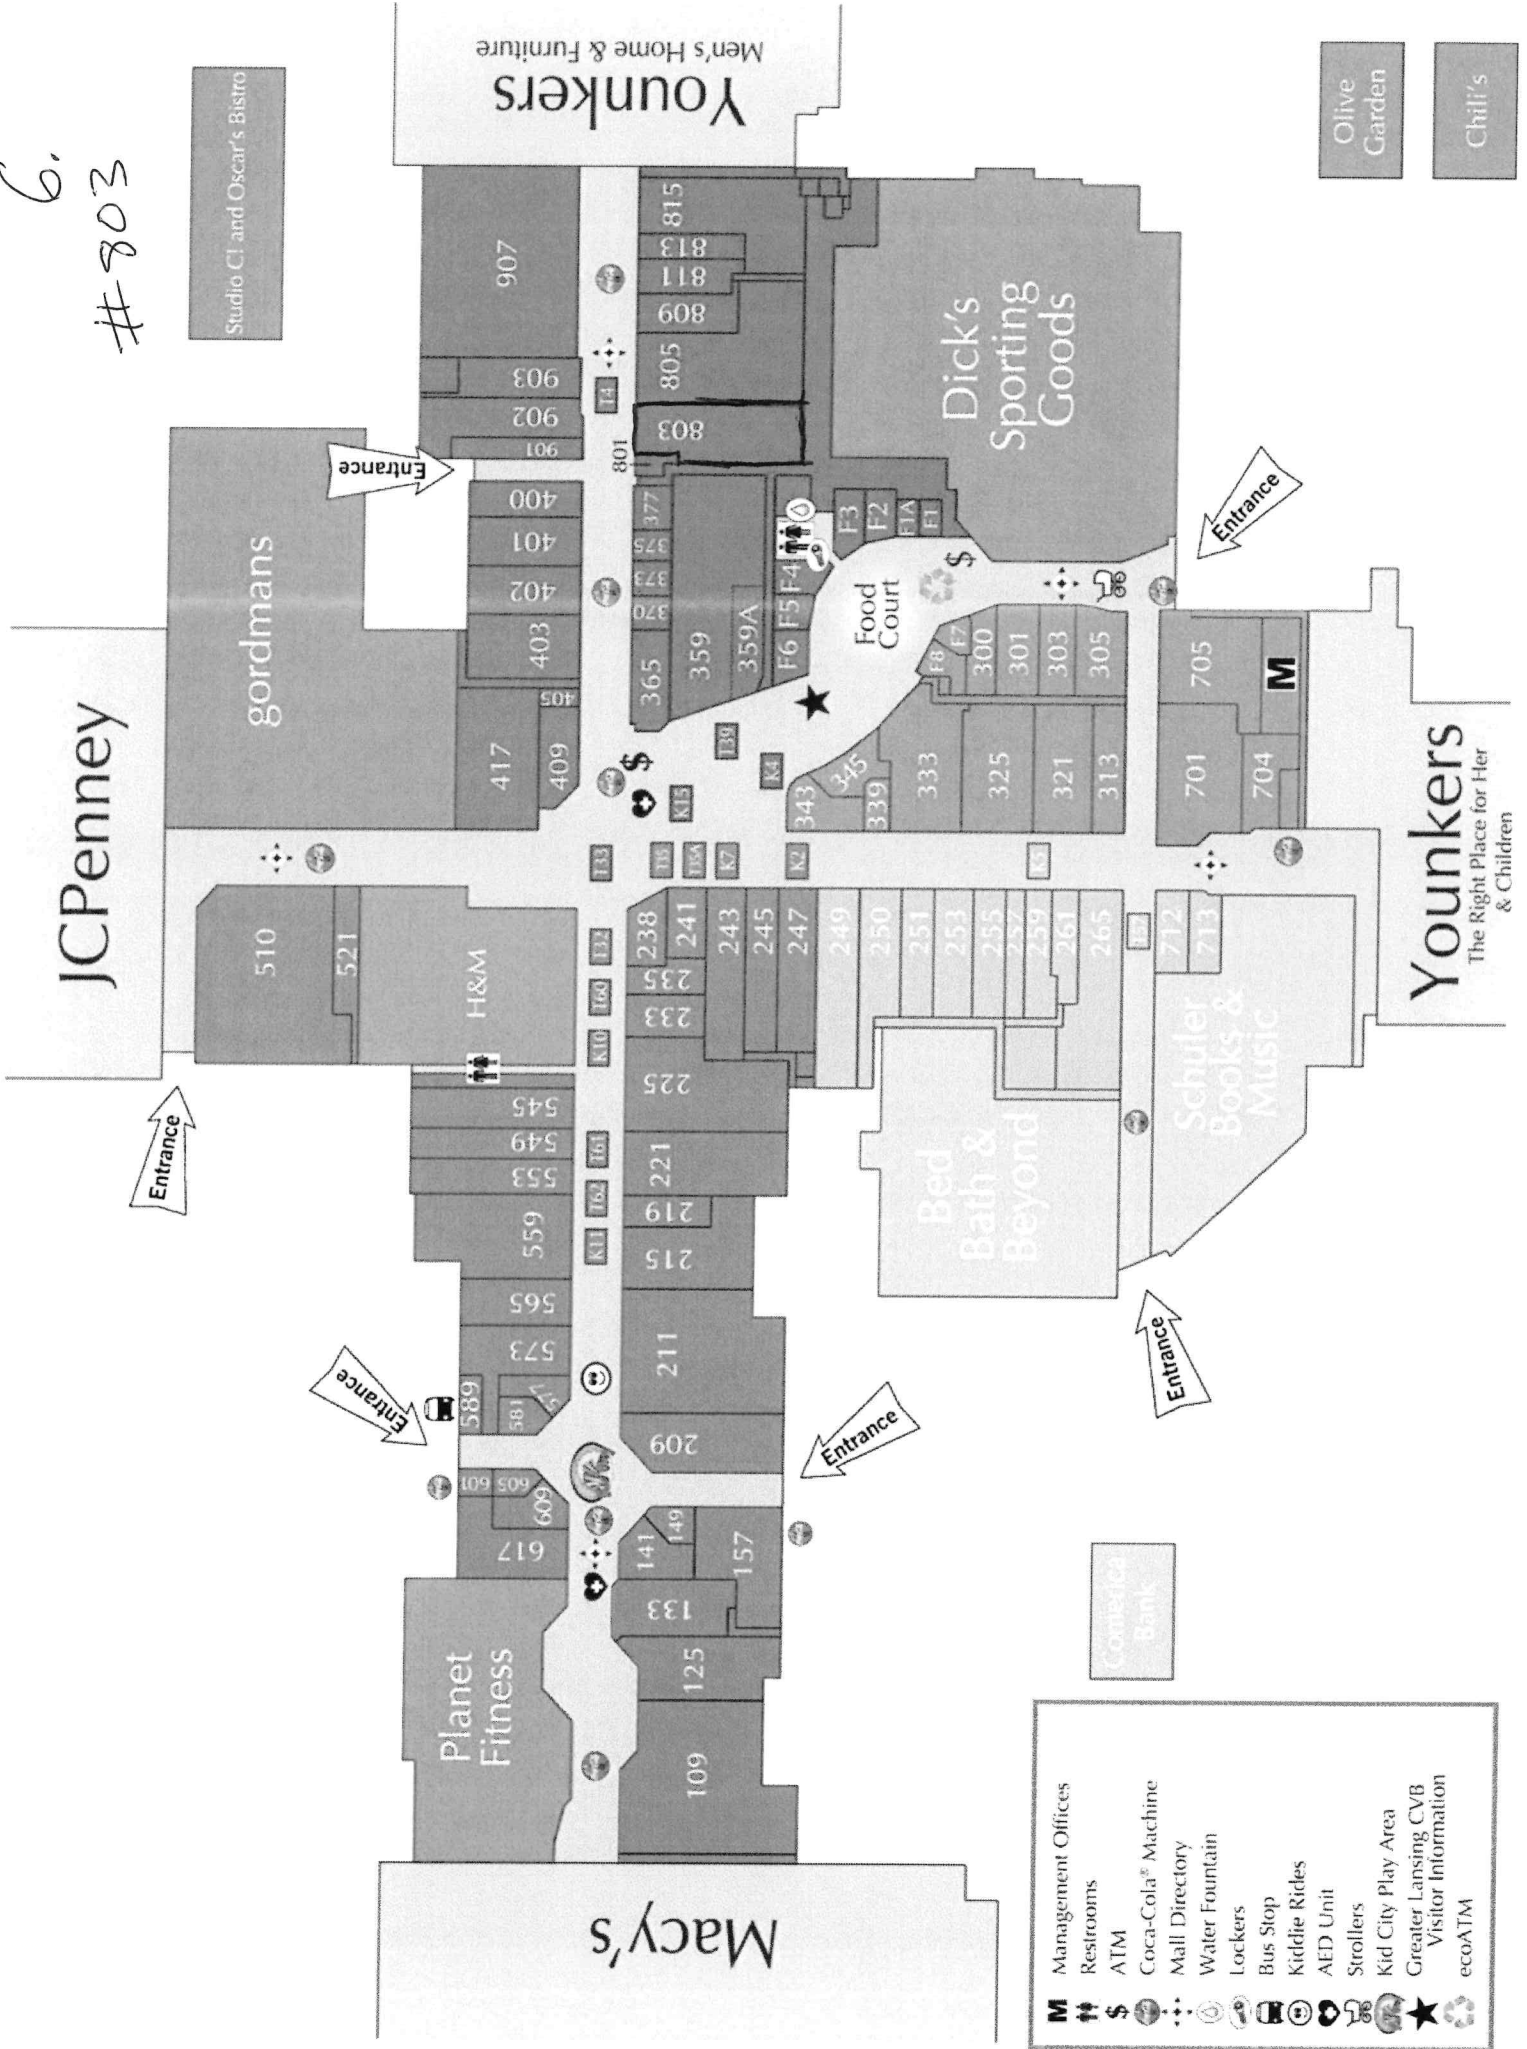 6.
#803
Studio C! and Oscar's Bistro
Younkers
Men's Home & Furniture
Olive
Garden
Chili's
JCPenney
gordmans
907
903
902
901
Entrance
400
401
402
403
405
409
417
815
813
811
809
805
803
801
377
375
373
370
365
359
359A
T4
F3
F2
F1A
F1
F4
F5
F6
F7
F8
Food
Court
$
Dick's
Sporting
Goods
Entrance
300
301
303
305
313
321
325
333
339
343
345
$
T39
K4
K15
K7
K2
T33
705
M
701
704
Younkers
The Right Place for Her
& Children
510
521
H&M
Entrance
T32
T60
K10
T61
T62
K11
238
241
243
245
247
249
250
251
253
255
257
259
261
265
712
713
235
233
225
221
219
215
211
209
Bed
Bath &
Beyond
Schuler
Books &
Music
Entrance
545
549
553
559
565
573
577
581
589
Entrance
601
605
609
617
141
149
157
133
125
109
Entrance
Planet
Fitness
Macy's
Comerica
Bank
M Management Offices
Restrooms
$ ATM
Coca-Cola® Machine
Mall Directory
Water Fountain
Lockers
Bus Stop
Kiddie Rides
AED Unit
Strollers
Kid City Play Area
Greater Lansing CVB
Visitor Information
ecoATM